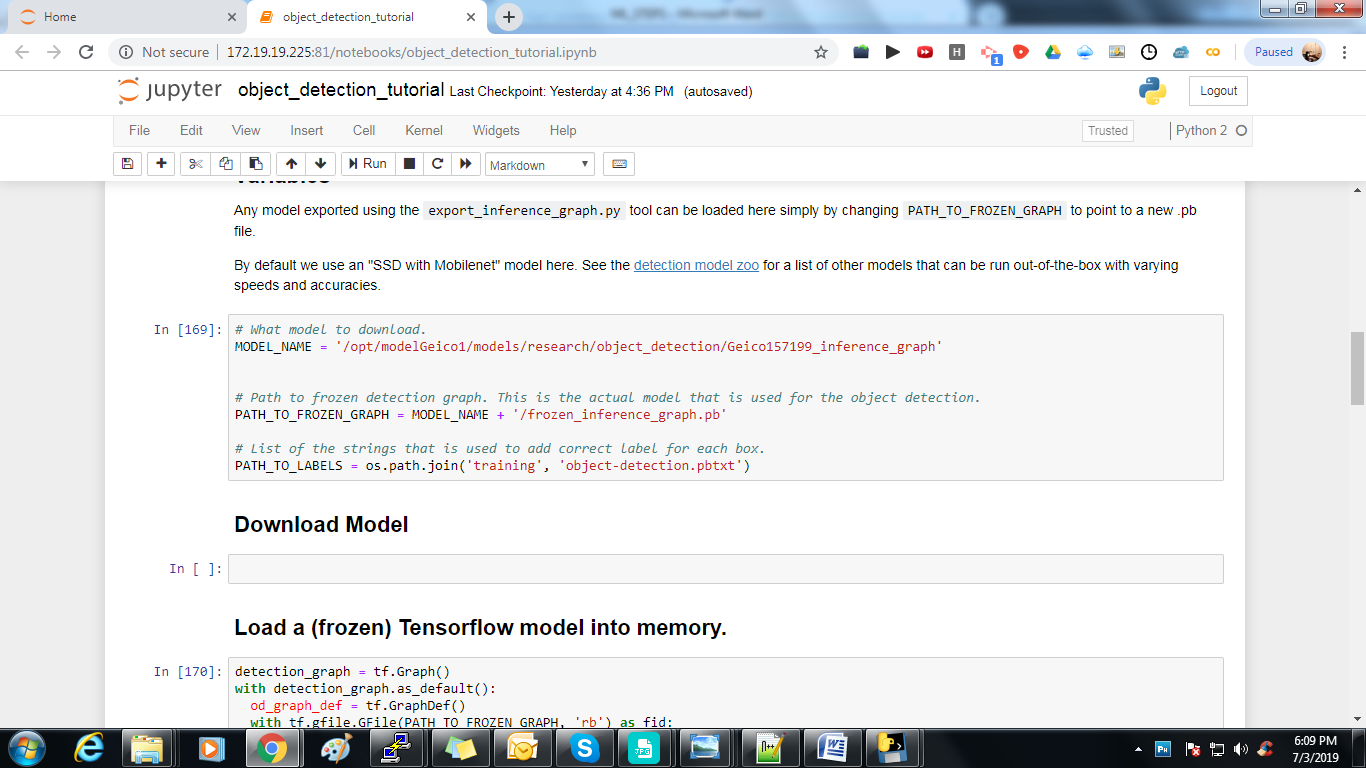 Home
object_detection_tutorial
Not secure | 172.19.19.225:81/notebooks/object_detection_tutorial.ipynb
H
1
Paused
jupyter object_detection_tutorial Last Checkpoint: Yesterday at 4:36 PM (autosaved)
Logout
File Edit View Insert Cell Kernel Widgets Help
Trusted
Python 2
Run
Markdown
Variables
Any model exported using the export_inference_graph.py tool can be loaded here simply by changing PATH_TO_FROZEN_GRAPH to point to a new .pb
file.
By default we use an "SSD with Mobilenet" model here. See the detection model zoo for a list of other models that can be run out-of-the-box with varying
speeds and accuracies.
In [169]:
# What model to download.
MODEL_NAME = '/opt/modelGeico1/models/research/object_detection/Geico157199_inference_graph'
# Path to frozen detection graph. This is the actual model that is used for the object detection.
PATH_TO_FROZEN_GRAPH = MODEL_NAME + '/frozen_inference_graph.pb'
# List of the strings that is used to add correct label for each box.
PATH_TO_LABELS = os.path.join('training', 'object-detection.pbtxt')
Download Model
In [ ]:
Load a (frozen) Tensorflow model into memory.
In [170]:
detection_graph = tf.Graph()
with detection_graph.as_default():
od_graph_def = tf.GraphDef()
with tf.gfile.GFile(PATH_TO_FROZEN_GRAPH, 'rb') as fid:
6:09 PM
7/3/2019